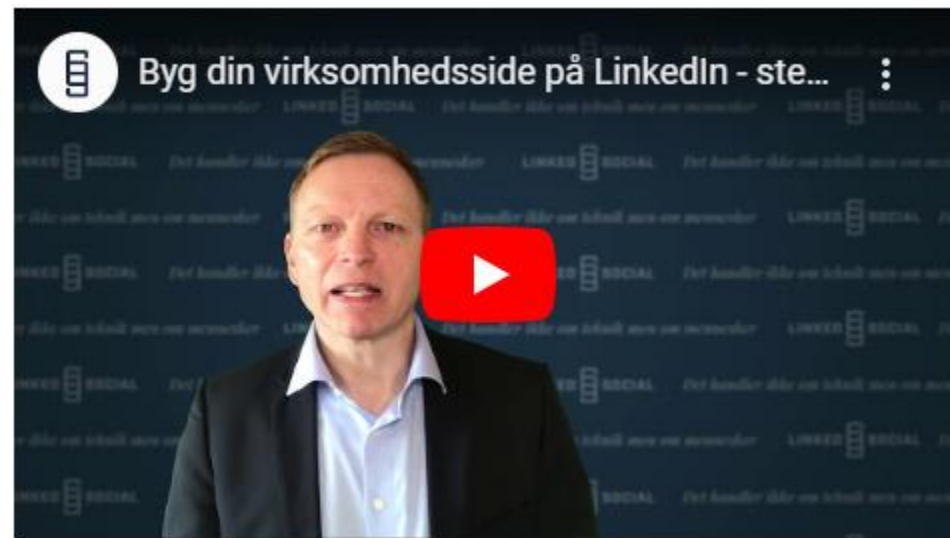 Byg din virksomhedsside på LinkedIn - ste...
LINKED SOCIAL
Det handler ikke om teknik men om mennesker